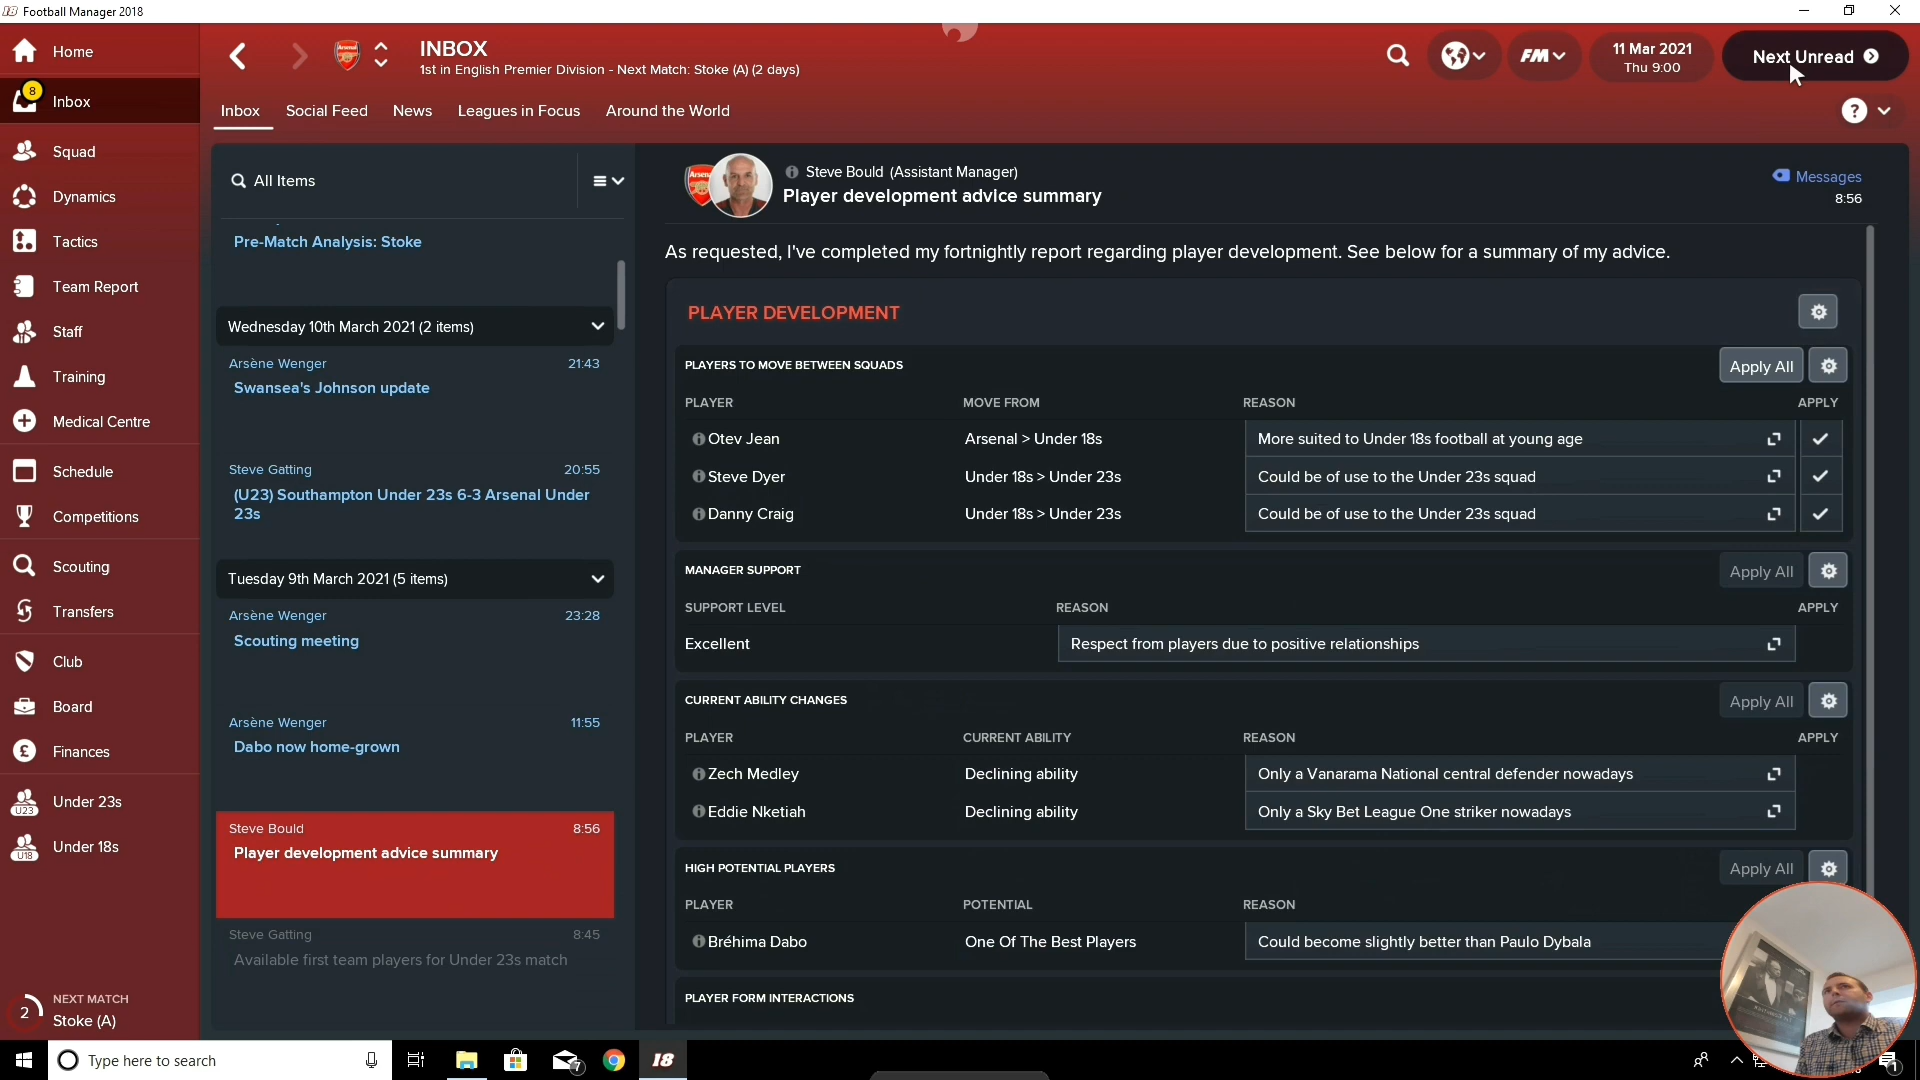 18 Football Manager 2018
Home
8
Inbox
Squad
Dynamics
Tactics
Team Report
Staff
Training
Medical Centre
Schedule
Competitions
Scouting
Transfers
Club
Board
Finances
U23
Under 23s
U18
Under 18s
2
NEXT MATCH
Stoke (A)
Arsenal
INBOX
1st in English Premier Division - Next Match: Stoke (A) (2 days)
FM
11 Mar 2021
Thu 9:00
Next Unread
Inbox Social Feed News Leagues in Focus Around the World
?
All Items
Pre-Match Analysis: Stoke
Wednesday 10th March 2021 (2 items)
Arsène Wenger 21:43
Swansea's Johnson update
Steve Gatting 20:55
(U23) Southampton Under 23s 6-3 Arsenal Under
23s
Tuesday 9th March 2021 (5 items)
Arsène Wenger 23:28
Scouting meeting
Arsène Wenger 11:55
Dabo now home-grown
Steve Bould 8:56
Player development advice summary
Steve Gatting 8:45
Available first team players for Under 23s match
Steve Bould (Assistant Manager)
Player development advice summary
Messages
8:56
As requested, I've completed my fortnightly report regarding player development. See below for a summary of my advice.
PLAYER DEVELOPMENT
PLAYERS TO MOVE BETWEEN SQUADS Apply All
PLAYER MOVE FROM REASON APPLY
Otev Jean Arsenal > Under 18s More suited to Under 18s football at young age
Steve Dyer Under 18s > Under 23s Could be of use to the Under 23s squad
Danny Craig Under 18s > Under 23s Could be of use to the Under 23s squad
MANAGER SUPPORT Apply All
SUPPORT LEVEL REASON APPLY
Excellent Respect from players due to positive relationships
CURRENT ABILITY CHANGES Apply All
PLAYER CURRENT ABILITY REASON APPLY
Zech Medley Declining ability Only a Vanarama National central defender nowadays
Eddie Nketiah Declining ability Only a Sky Bet League One striker nowadays
HIGH POTENTIAL PLAYERS Apply All
PLAYER POTENTIAL REASON
Bréhima Dabo One Of The Best Players Could become slightly better than Paulo Dybala
PLAYER FORM INTERACTIONS
Type here to search
7
18
1